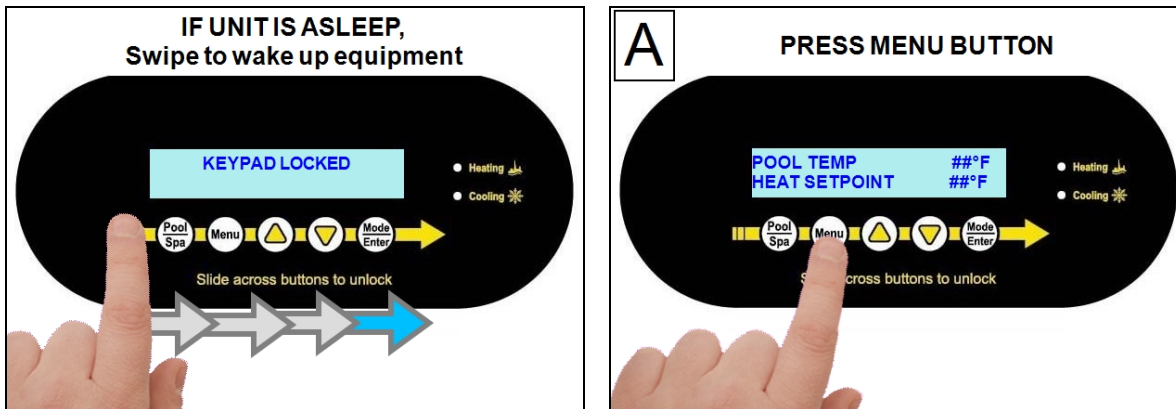 IF UNIT IS ASLEEP,
Swipe to wake up equipment
KEYPAD LOCKED
Heating
Cooling
Pool
Spa
Menu
Mode
Enter
Slide across buttons to unlock
A
PRESS MENU BUTTON
POOL TEMP ##°F
HEAT SETPOINT ##°F
Heating
Cooling
Pool
Spa
Menu
Mode
Enter
cross buttons to unlock